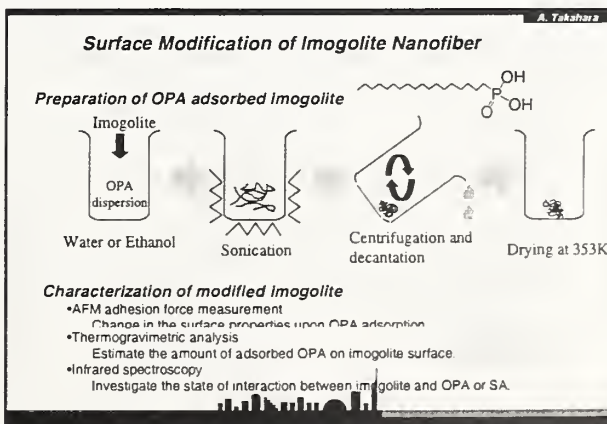 A. Takahara
Surface Modification of Imogolite Nanofiber
Preparation of OPA adsorbed imogolite
OH
P
O
OH
Imogolite
OPA
dispersion
Water or Ethanol
Sonication
Centrifugation and
decantation
Drying at 353K
Characterization of modified imogolite
•AFM adhesion force measurement
Change in the surface properties upon OPA adsorption
•Thermogravimetric analysis
Estimate the amount of adsorbed OPA on imogolite surface.
•Infrared spectroscopy
Investigate the state of interaction between imogolite and OPA or SA.